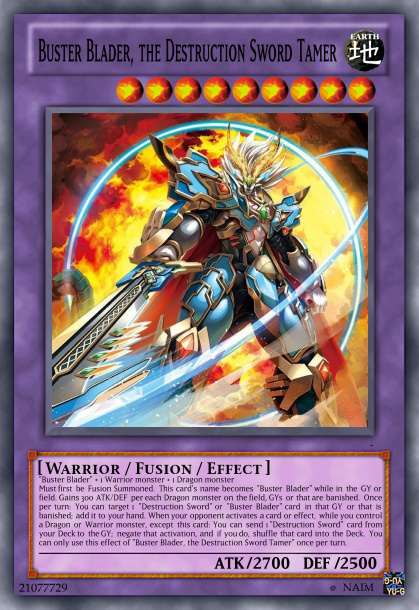 BUSTER BLADER, THE DESTRUCTION SWORD TAMER
EARTH
地
[ WARRIOR / FUSION / EFFECT ]
"Buster Blader" + 1 Warrior monster + 1 Dragon monster
Must first be Fusion Summoned. This card's name becomes "Buster Blader" while in the GY or
field. Gains 300 ATK/DEF per each Dragon monster on the field, GYs or that are banished. Once
per turn: You can target 1 "Destruction Sword" or "Buster Blader" card in that GY or that is
banished; add it to your hand. When your opponent activates a card or effect, while you control
a Dragon or Warrior monster, except this card: You can send 1 "Destruction Sword" card from
your Deck to the GY; negate that activation, and if you do, shuffle that card into the Deck. You
can only use this effect of "Buster Blader, the Destruction Sword Tamer" once per turn.
ATK/2700 DEF/2500
21077729
® NAIM
YU-G